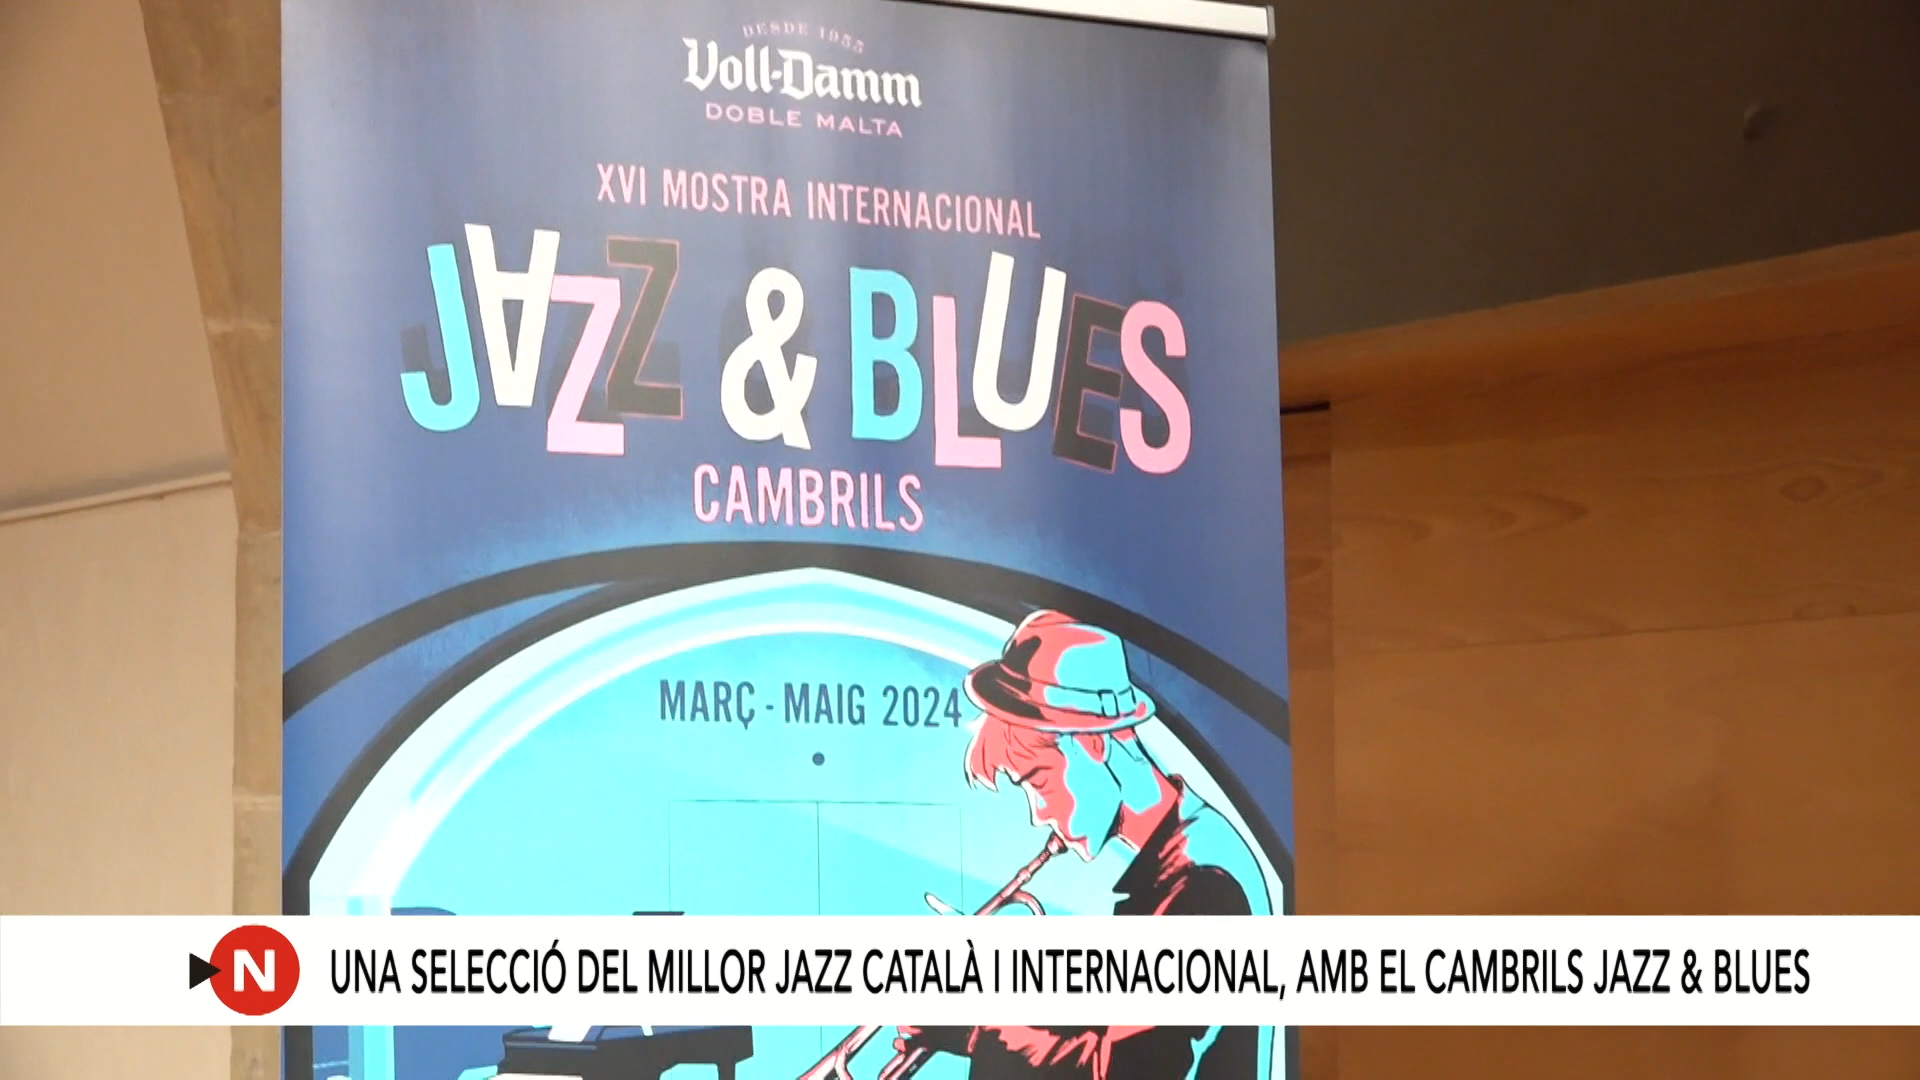 DESDE 1955
Voll-Damm
DOBLE MALTA
XVI MOSTRA INTERNACIONAL
JAZZ & BLUES
CAMBRILS
MARÇ - MAIG 2024
N UNA SELECCIÓ DEL MILLOR JAZZ CATALÀ I INTERNACIONAL, AMB EL CAMBRILS JAZZ & BLUES